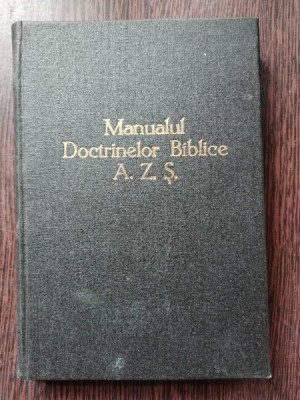 Manualul
Doctrinelor Biblice
A. Z. Ş.